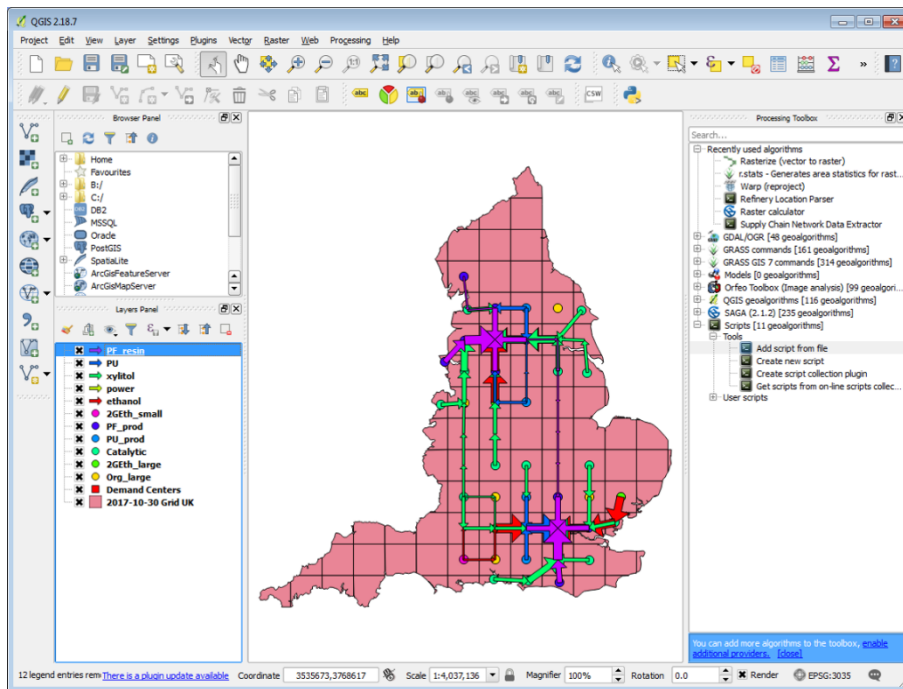 QGIS 2.18.7
Project Edit View Layer Settings Plugins Vector Raster Web Processing Help
abc abc abc abc abc abc abc CSW
Browser Panel
Home
Favourites
B:/
C:/
DB2
MSSQL
Oracle
PostGIS
SpatiaLite
ArcGisFeatureServer
ArcGisMapServer
Layers Panel
PF_resin
PU
xylitol
power
ethanol
2GEth_small
PF_prod
PU_prod
Catalytic
2GEth_large
Org_large
Demand Centers
2017-10-30 Grid UK
Processing Toolbox
Search...
Recently used algorithms
Rasterize (vector to raster)
r.stats - Generates area statistics for rast...
Warp (reproject)
Refinery Location Parser
Raster calculator
Supply Chain Network Data Extractor
GDAL/OGR [48 geoalgorithms]
GRASS commands [161 geoalgorithms]
GRASS GIS 7 commands [314 geoalgorithms]
Models [0 geoalgorithms]
Orfeo Toolbox (Image analysis) [99 geoalgori...
QGIS geoalgorithms [116 geoalgorithms]
SAGA (2.1.2) [235 geoalgorithms]
Scripts [11 geoalgorithms]
Tools
Add script from file
Create new script
Create script collection plugin
Get scripts from on-line scripts collec...
User scripts
You can add more algorithms to the toolbox, enable
additional providers. [close]
12 legend entries rem There is a plugin update available Coordinate 3535673,3768617 Scale 1:4,037,136 Magnifier 100% Rotation 0.0 Render EPSG:3035